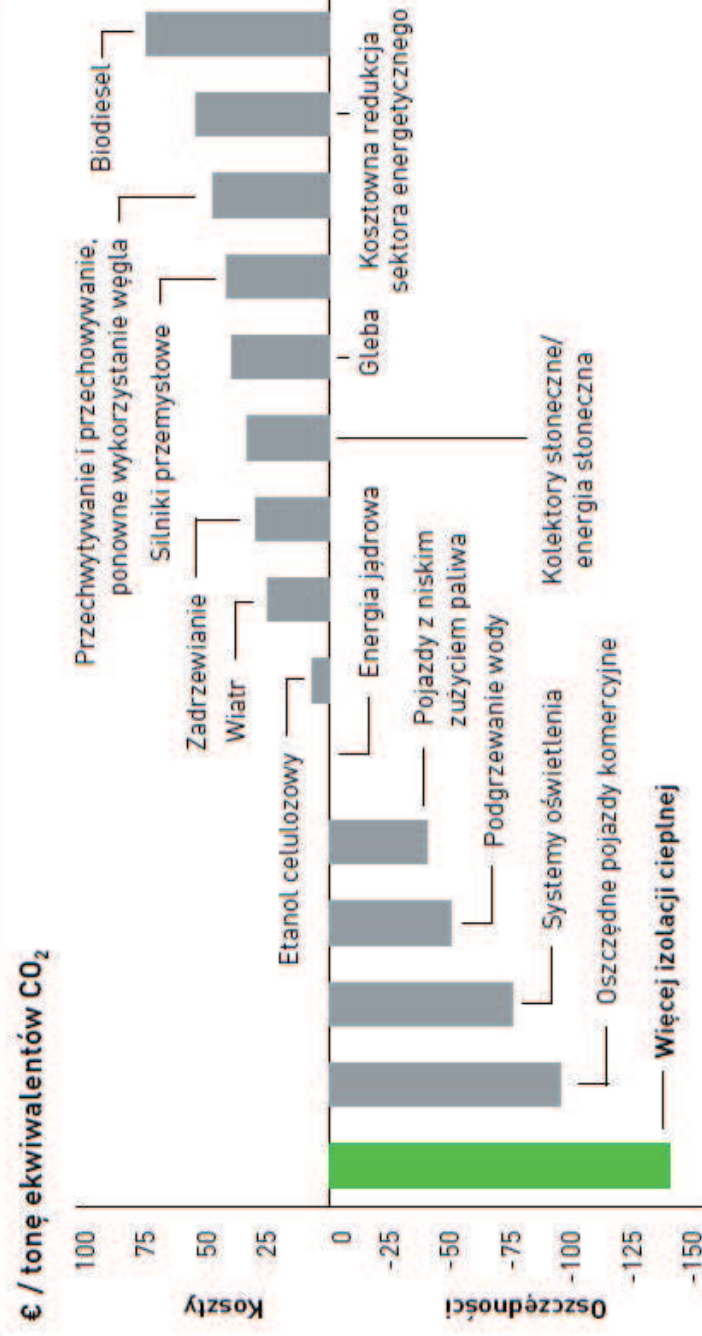 € / tonę ekwiwalentów CO₂
100
75
50
25
0
-25
-50
-75
-100
-125
-150
Koszty
Oszczędności
Więcej izolacji cieplnej
Oszczędne pojazdy komercyjne
Systemy oświetlenia
Podgrzewanie wody
Pojazdy z niskim
zużyciem paliwa
Energia jądrowa
Etanol celulozowy
Wiatr
Zadrzewianie
Kolektory słoneczne/
energia słoneczna
Gleba
Silniki przemysłowe
Przechwytywanie i przechowywanie,
ponowne wykorzystanie węgla
Kosztowna redukcja
sektora energetycznego
Biodiesel